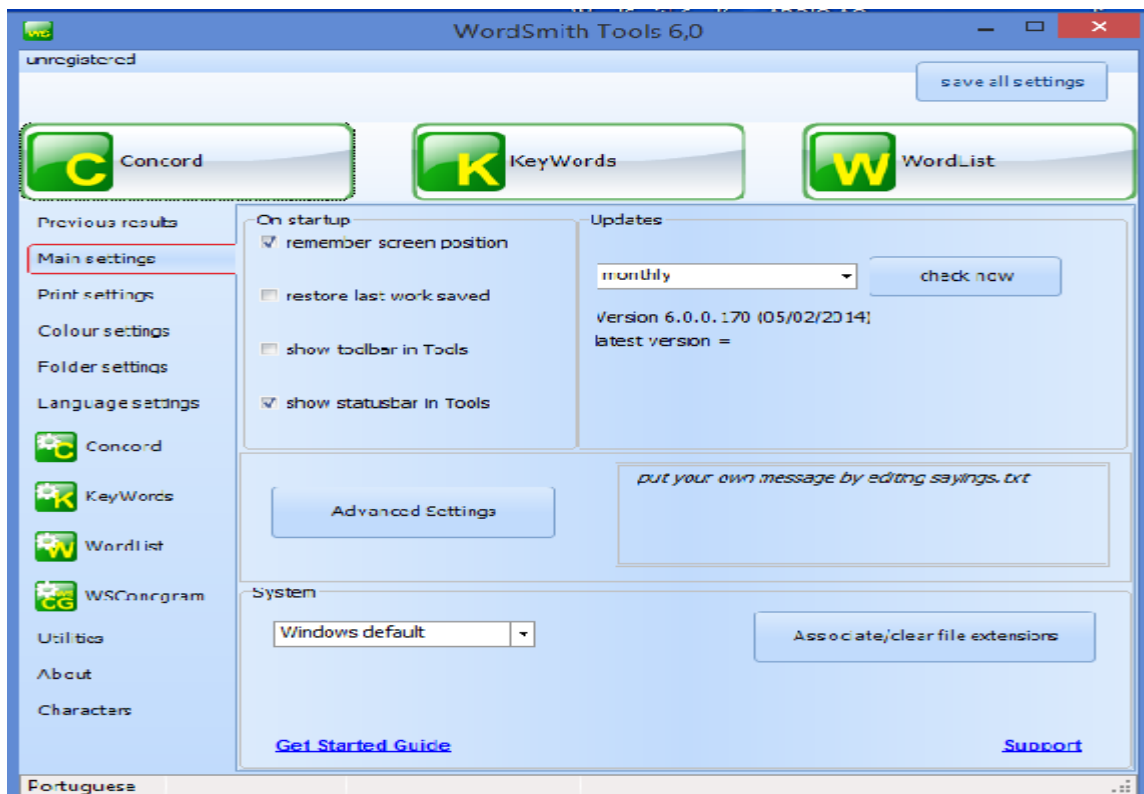 WordSmith Tools 6,0
unregistered
save all settings
C Concord
K KeyWords
W WordList
Previous results
Main settings
Print settings
Colour settings
Folder settings
Language settings
C Concord
K KeyWords
W WordList
WS CG WSConcgram
Utilities
About
Characters
On startup
remember screen position
restore last work saved
show toolbar in Tools
show statusbar in Tools
Updates
monthly
check now
Version 6.0.0.170 (05/02/2014)
latest version =
Advanced Settings
put your own message by editing sayings.txt
System
Windows default
Associate/clear file extensions
Get Started Guide
Support
Portuguese